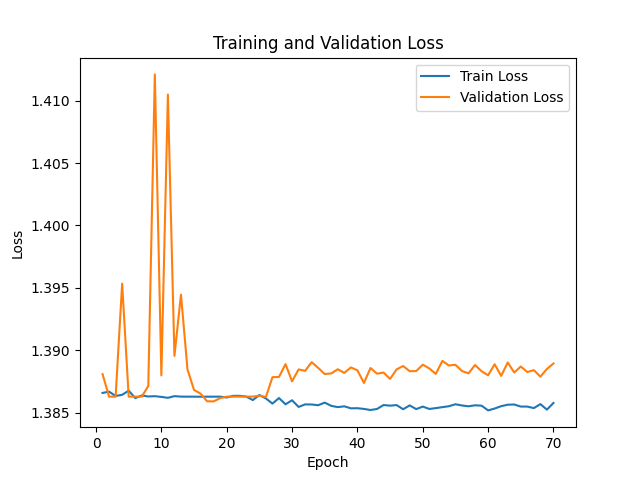 Training and Validation Loss
Train Loss
Validation Loss
1.410
1.405
1.400
1.395
1.390
1.385
Loss
0 10 20 30 40 50 60 70
Epoch